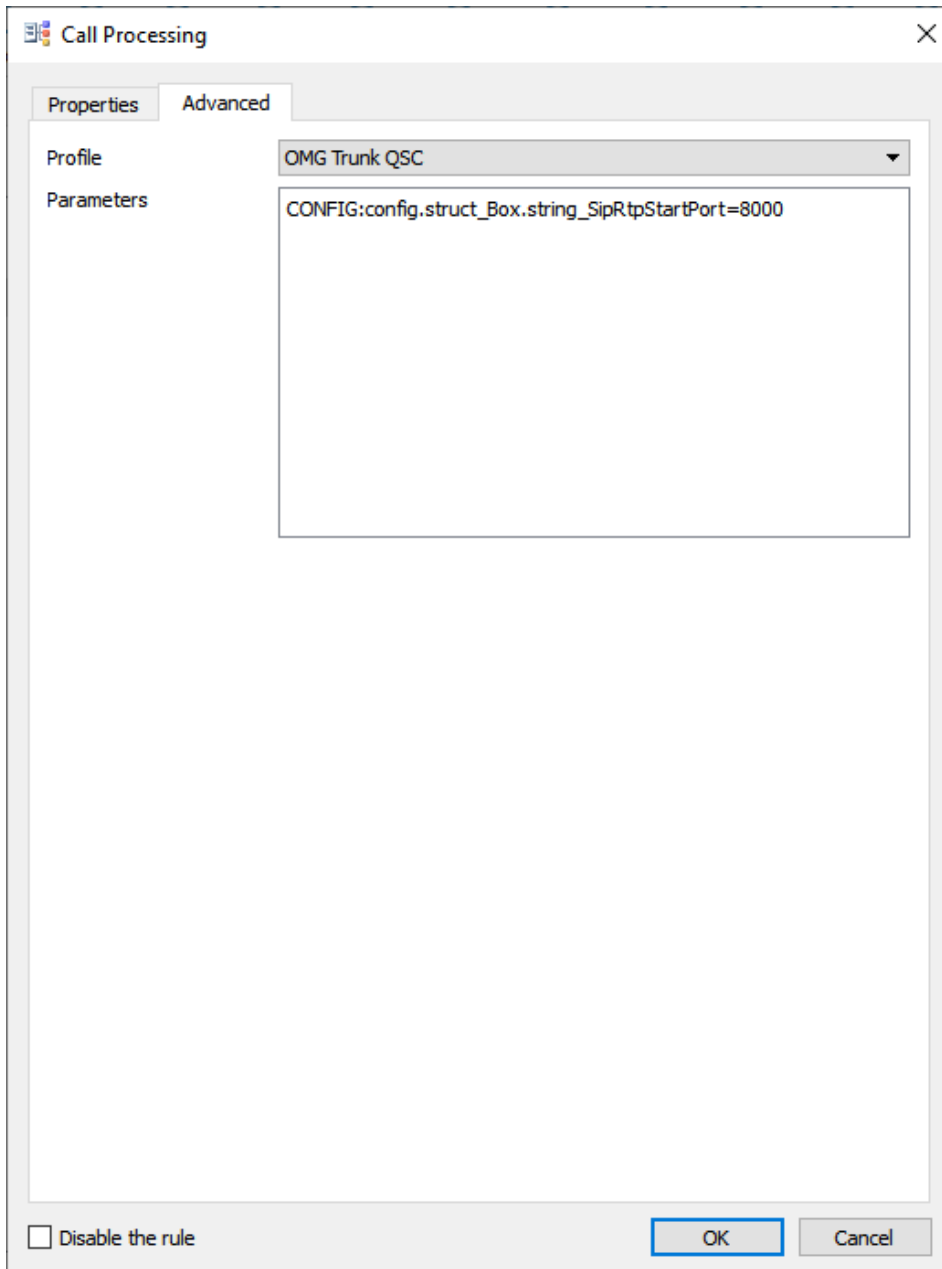 Call Processing
Properties
Advanced
Profile
OMG Trunk QSC
Parameters
CONFIG:config.struct_Box.string_SipRtpStartPort=8000
Disable the rule
OK
Cancel